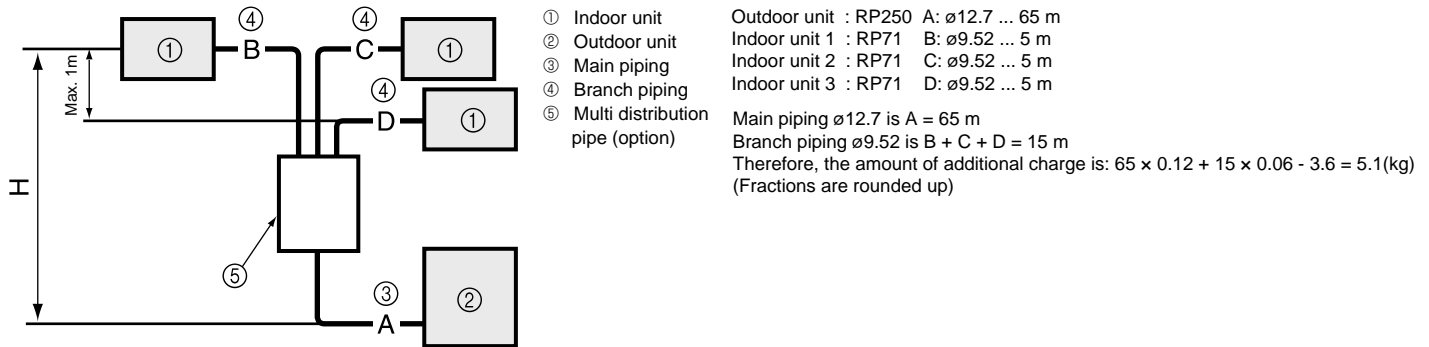 ④
B
④
C
①
①
④
D
①
Max. 1m
H
⑤
③
A
②
① Indoor unit
② Outdoor unit
③ Main piping
④ Branch piping
⑤ Multi distribution
pipe (option)
Outdoor unit : RP250 A: ø12.7 ... 65 m
Indoor unit 1 : RP71 B: ø9.52 ... 5 m
Indoor unit 2 : RP71 C: ø9.52 ... 5 m
Indoor unit 3 : RP71 D: ø9.52 ... 5 m
Main piping ø12.7 is A = 65 m
Branch piping ø9.52 is B + C + D = 15 m
Therefore, the amount of additional charge is: 65 × 0.12 + 15 × 0.06 - 3.6 = 5.1(kg)
(Fractions are rounded up)